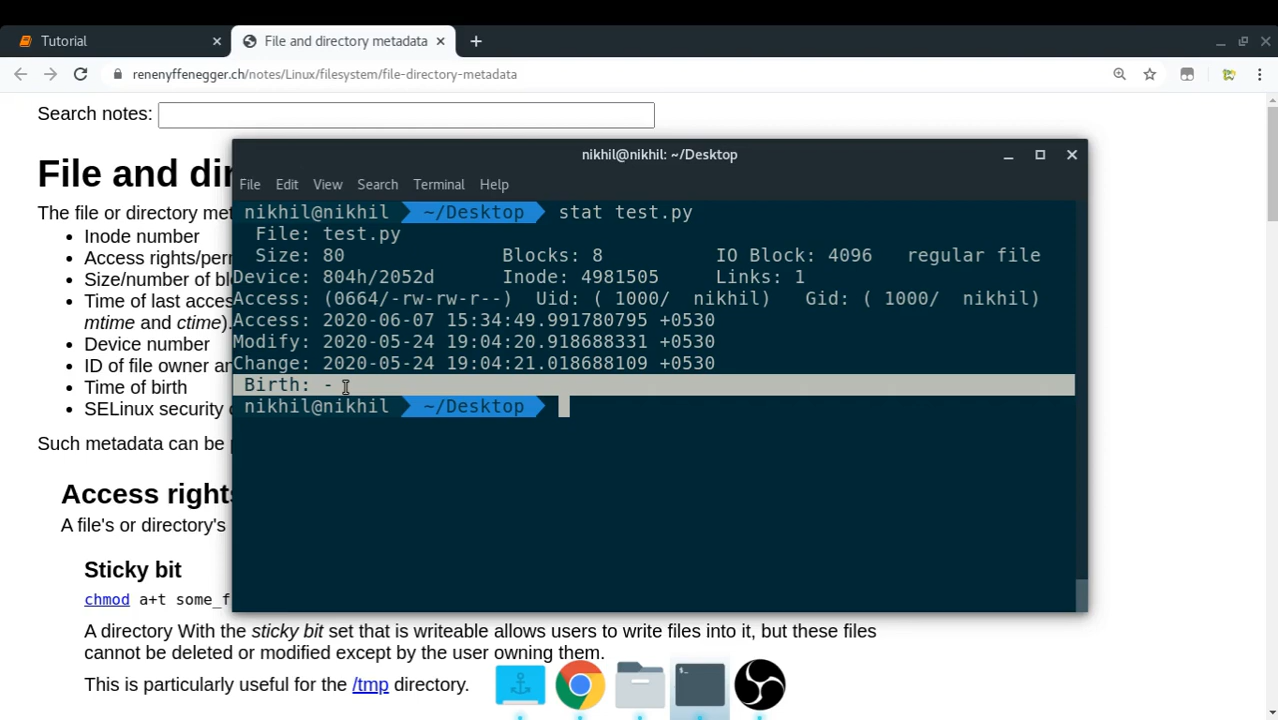 Tutorial
File and directory metadata
renenyffenegger.ch/notes/Linux/filesystem/file-directory-metadata
Search notes:
File and dir
The file or directory met
Inode number
Access rights/perr
Size/number of bl
Time of last acces
mtime and ctime).
Device number
ID of file owner an
Time of birth
SELinux security c
Such metadata can be p
Access rights
A file's or directory's
Sticky bit
chmod a+t some_f
A directory With the sticky bit set that is writeable allows users to write files into it, but these files
cannot be deleted or modified except by the user owning them.
This is particularly useful for the /tmp directory.
nikhil@nikhil: ~/Desktop
File Edit View Search Terminal Help
nikhil@nikhil ~/Desktop stat test.py
File: test.py
Size: 80 Blocks: 8 IO Block: 4096 regular file
Device: 804h/2052d Inode: 4981505 Links: 1
Access: (0664/-rw-rw-r--) Uid: ( 1000/ nikhil) Gid: ( 1000/ nikhil)
Access: 2020-06-07 15:34:49.991780795 +0530
Modify: 2020-05-24 19:04:20.918688331 +0530
Change: 2020-05-24 19:04:21.018688109 +0530
Birth: -
nikhil@nikhil ~/Desktop